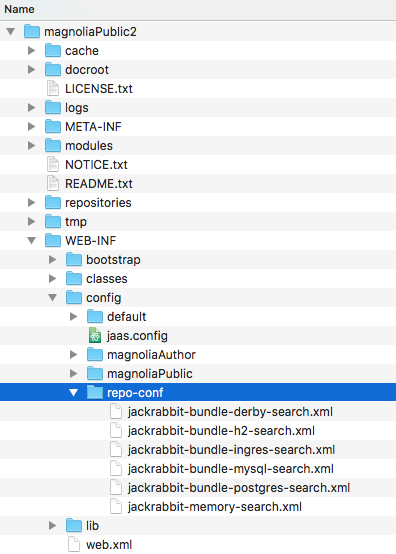 Name
magnoliaPublic2
cache
docroot
LICENSE.txt
logs
META-INF
modules
NOTICE.txt
README.txt
repositories
tmp
WEB-INF
bootstrap
classes
config
default
jaas.config
magnoliaAuthor
magnoliaPublic
repo-conf
jackrabbit-bundle-derby-search.xml
jackrabbit-bundle-h2-search.xml
jackrabbit-bundle-ingres-search.xml
jackrabbit-bundle-mysql-search.xml
jackrabbit-bundle-postgres-search.xml
jackrabbit-memory-search.xml
lib
web.xml